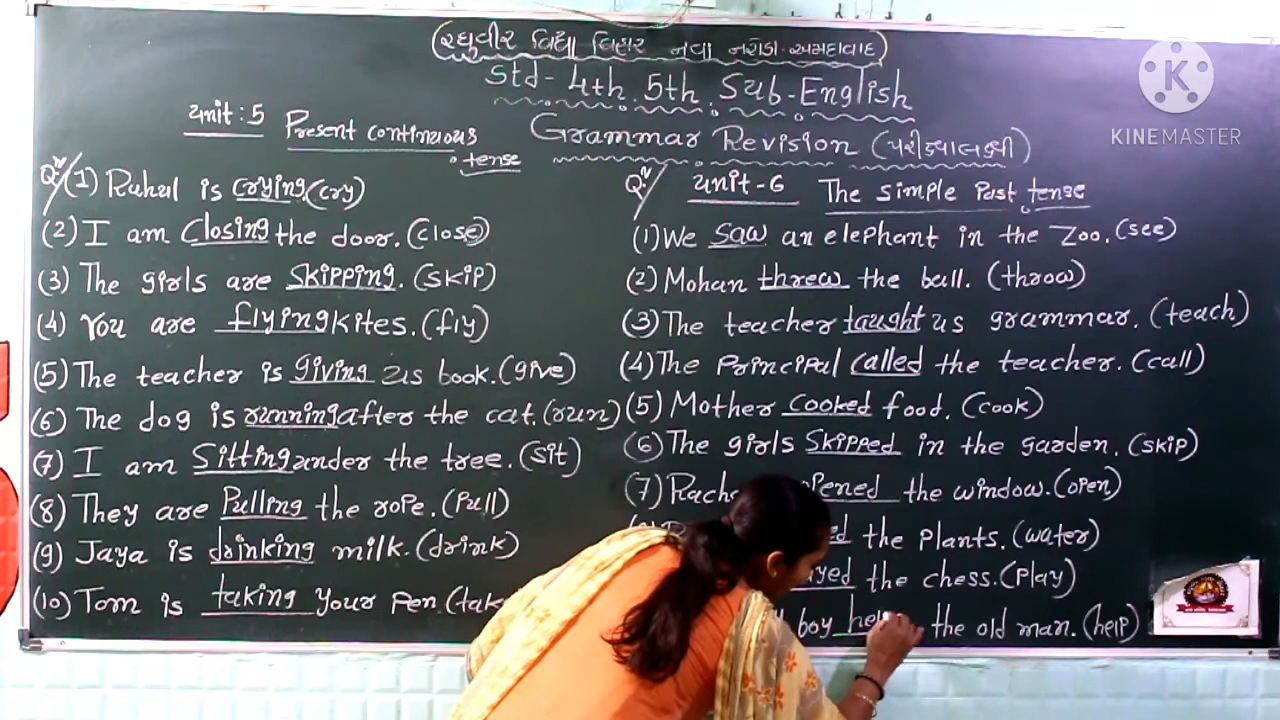 (રઘુવીર વિદ્યા વિહાર નવા નરોડા-અમદાવાદ)
Std- 4th, 5th, Sub-English
KINEMASTER
Grammar Revision (પરીક્ષાલક્ષી)
unit:5 Present continuous tense
Q-1/ (1) Rahul is crying.(cry)
(2) I am Closing the door.(close)
(3) The girls are skipping.(skip)
(4) You are flying kites.(fly)
(5) The teacher is giving us book.(give)
(6) The dog is running after the cat.(run)
(7) I am Sitting under the tree.(sit)
(8) They are Pulling the rope.(Pull)
(9) Jaya is drinking milk.(drink)
(10) Tom is taking your Pen.(tak
Q-2/ unit-6 The simple Past tense
(1) We saw an elephant in the zoo.(see)
(2) Mohan threw the ball.(throw)
(3) The teacher taught us grammar.(teach)
(4) The Principal called the teacher.(call)
(5) Mother cooked food.(cook)
(6) The girls Skipped in the garden.(skip)
(7) the window.(open)
the Plants.(water)
the chess.(Play)
boy the old man.(help)